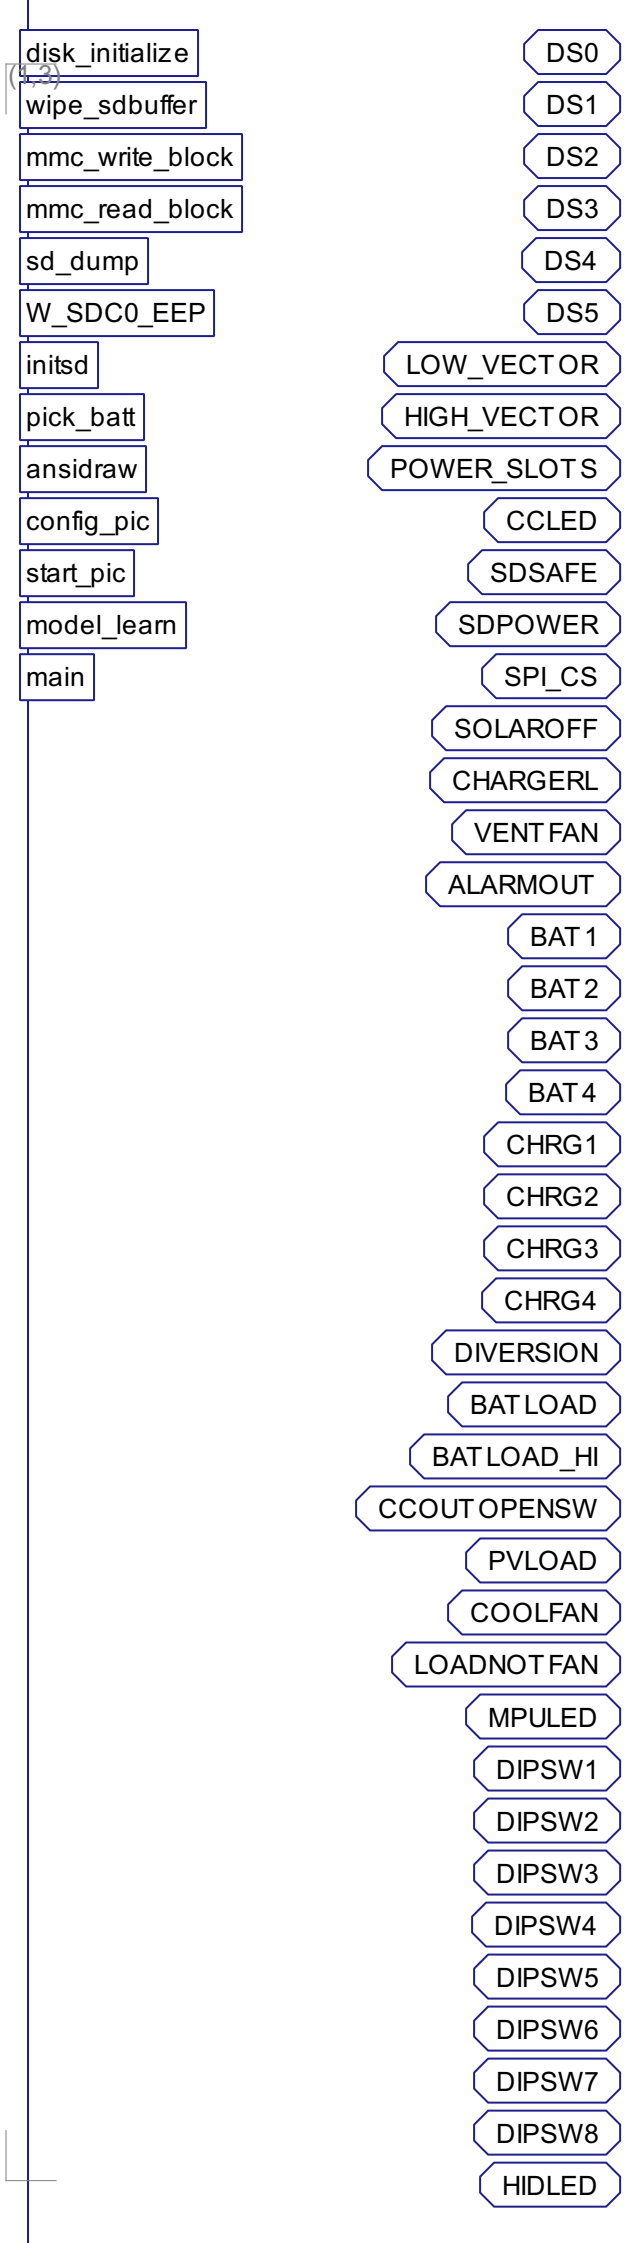 disk_initialize
(1,3)
wipe_sdbuffer
mmc_write_block
mmc_read_block
sd_dump
W_SDC0_EEP
initsd
pick_batt
ansidraw
config_pic
start_pic
model_learn
main
DS0
DS1
DS2
DS3
DS4
DS5
LOW_VECTOR
HIGH_VECTOR
POWER_SLOTS
CCLED
SDSAFE
SDPOWER
SPI_CS
SOLAROFF
CHARGERL
VENTFAN
ALARMOUT
BAT1
BAT2
BAT3
BAT4
CHRG1
CHRG2
CHRG3
CHRG4
DIVERSION
BATLOAD
BATLOAD_HI
CCOUTOPENSW
PVLOAD
COOLFAN
LOADNOTFAN
MPULED
DIPSW1
DIPSW2
DIPSW3
DIPSW4
DIPSW5
DIPSW6
DIPSW7
DIPSW8
HIDLED